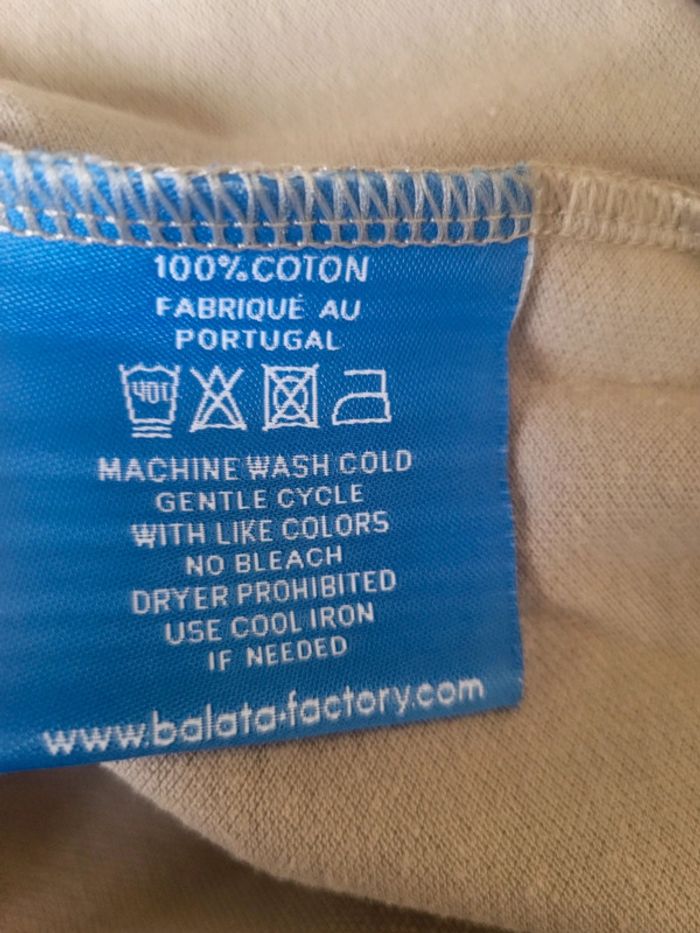 100% COTON
FABRIQUÉ AU
PORTUGAL
40
MACHINE WASH COLD
GENTLE CYCLE
WITH LIKE COLORS
NO BLEACH
DRYER PROHIBITED
USE COOL IRON
IF NEEDED
www.balata-factory.com